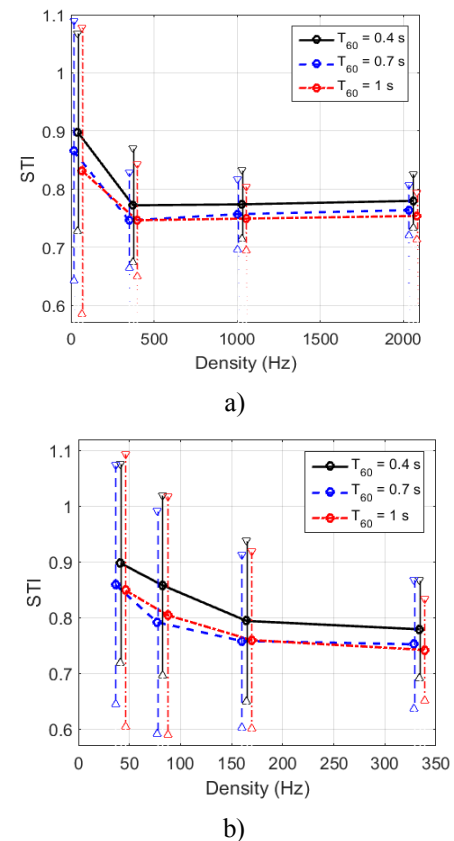 1.1
1
0.9
0.8
0.7
0.6
STI
T60 = 0.4 s
T60 = 0.7 s
T60 = 1 s
0 500 1000 1500 2000
Density (Hz)
a)
1.1
1
0.9
0.8
0.7
0.6
STI
T60 = 0.4 s
T60 = 0.7 s
T60 = 1 s
0 50 100 150 200 250 300 350
Density (Hz)
b)